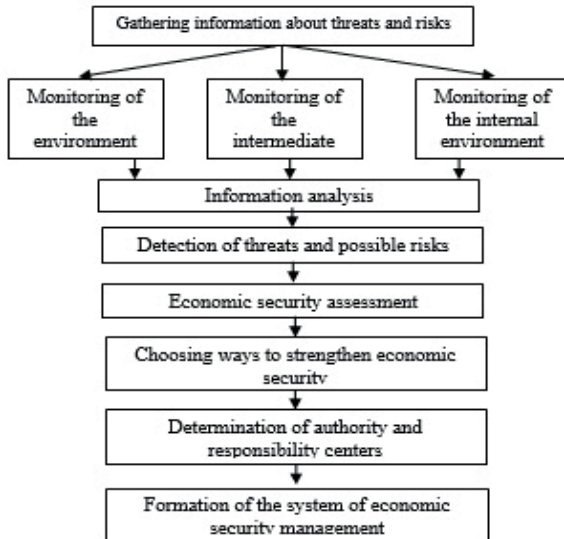 Gathering information about threats and risks
Monitoring of
the
environment
Monitoring of
the
intermediate
Monitoring of
the internal
environment
Information analysis
Detection of threats and possible risks
Economic security assessment
Choosing ways to strengthen economic
security
Determination of authority and
responsibility centers
Formation of the system of economic
security management